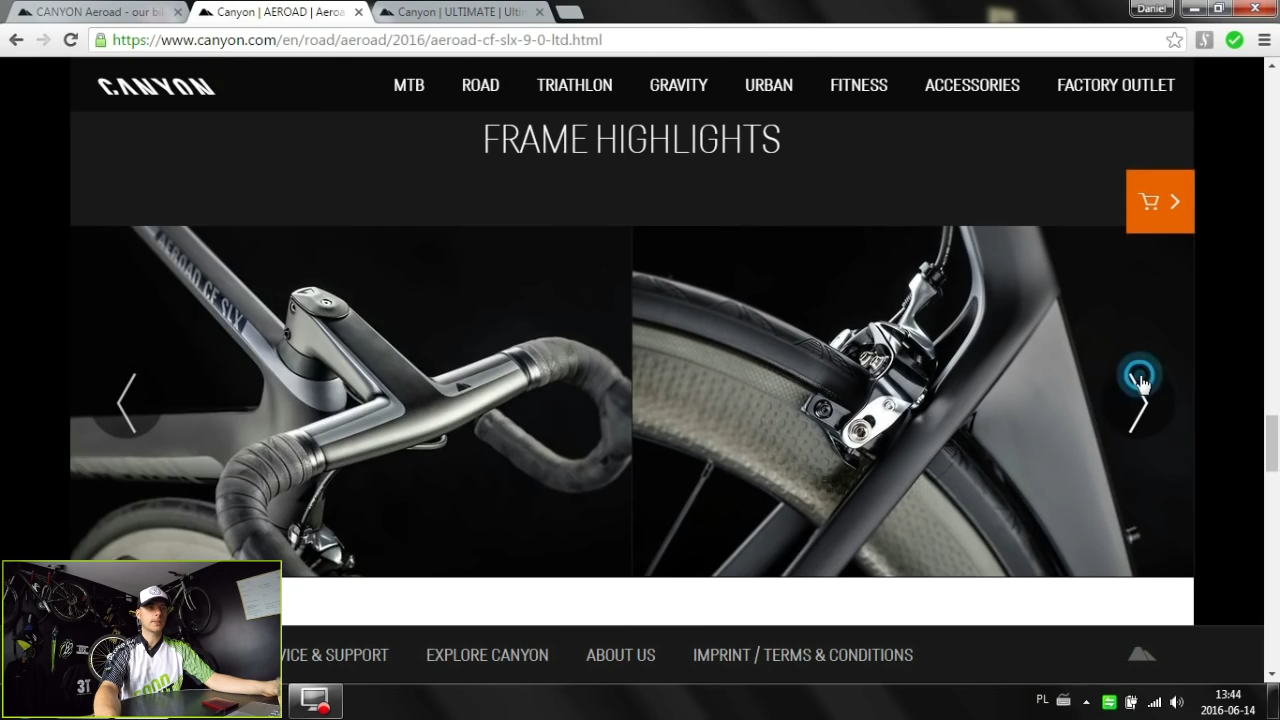 CANYON Aeroad - our bi
Canyon | AEROAD | Aeroa
Canyon | ULTIMATE | Ultim
Daniel
https://www.canyon.com/en/road/aeroad/2016/aeroad-cf-slx-9-0-ltd.html
CANYON
MTB
ROAD
TRIATHLON
GRAVITY
URBAN
FITNESS
ACCESSORIES
FACTORY OUTLET
FRAME HIGHLIGHTS
AEROAD CF SLX
VICE & SUPPORT
EXPLORE CANYON
ABOUT US
IMPRINT / TERMS & CONDITIONS
3T
PL
13:44
2016-06-14